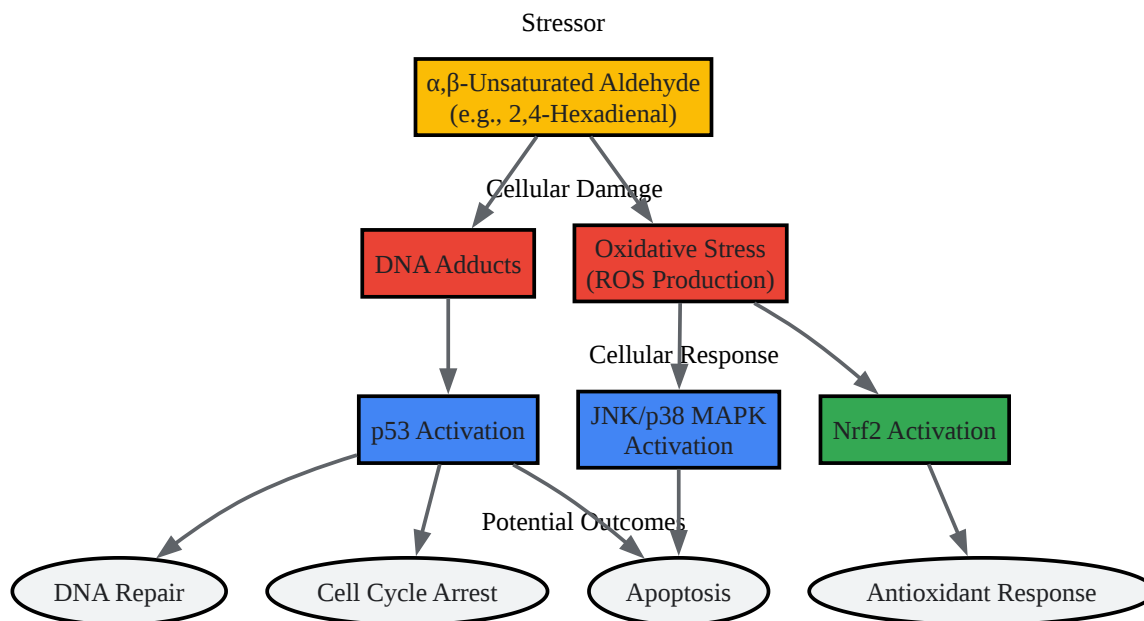 Stressor
α,β-Unsaturated Aldehyde
(e.g., 2,4-Hexadienal)
Cellular Damage
DNA Adducts
Oxidative Stress
(ROS Production)
Cellular Response
p53 Activation
JNK/p38 MAPK
Activation
Nrf2 Activation
Potential Outcomes
DNA Repair
Cell Cycle Arrest
Apoptosis
Antioxidant Response